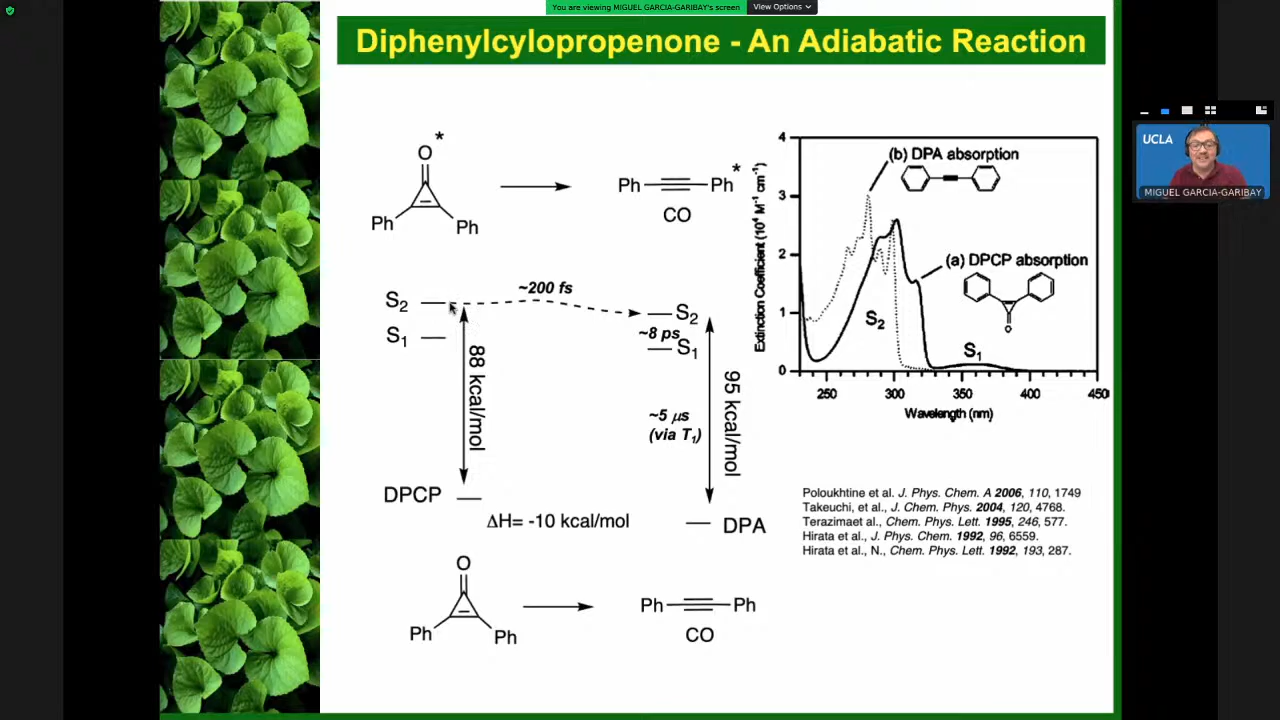 You are viewing MIGUEL GARCIA-GARIBAY's screen
View Options
Diphenylcylopropenone - An Adiabatic Reaction
O
*
Ph
Ph
Ph
Ph
*
CO
S2
S1
~200 fs
S2
~8 ps
S1
88 kcal/mol
~5 μs
(via T1)
95 kcal/mol
DPCP
ΔH= -10 kcal/mol
DPA
O
Ph
Ph
Ph
Ph
CO
Extinction Coefficient (10⁴ M⁻¹ cm⁻¹)
4
3
2
1
0
(b) DPA absorption
(a) DPCP absorption
O
S2
S1
250
300
350
400
450
Wavelength (nm)
Poloukhtine et al. J. Phys. Chem. A 2006, 110, 1749
Takeuchi, et al., J. Chem. Phys. 2004, 120, 4768.
Terazimaet al., Chem. Phys. Lett. 1995, 246, 577.
Hirata et al., J. Phys. Chem. 1992, 96, 6559.
Hirata et al., N., Chem. Phys. Lett. 1992, 193, 287.
UCLA
MIGUEL GARCIA-GARIBAY